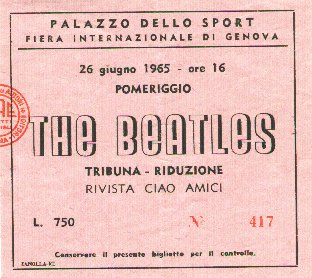 PALAZZO DELLO SPORT
FIERA INTERNAZIONALE DI GENOVA
26 giugno 1965 - ore 16
POMERIGGIO
THE BEATLES
TRIBUNA - RIDUZIONE
RIVISTA CIAO AMICI
L. 750 N. 417
Conservare il presente biglietto per il controllo.